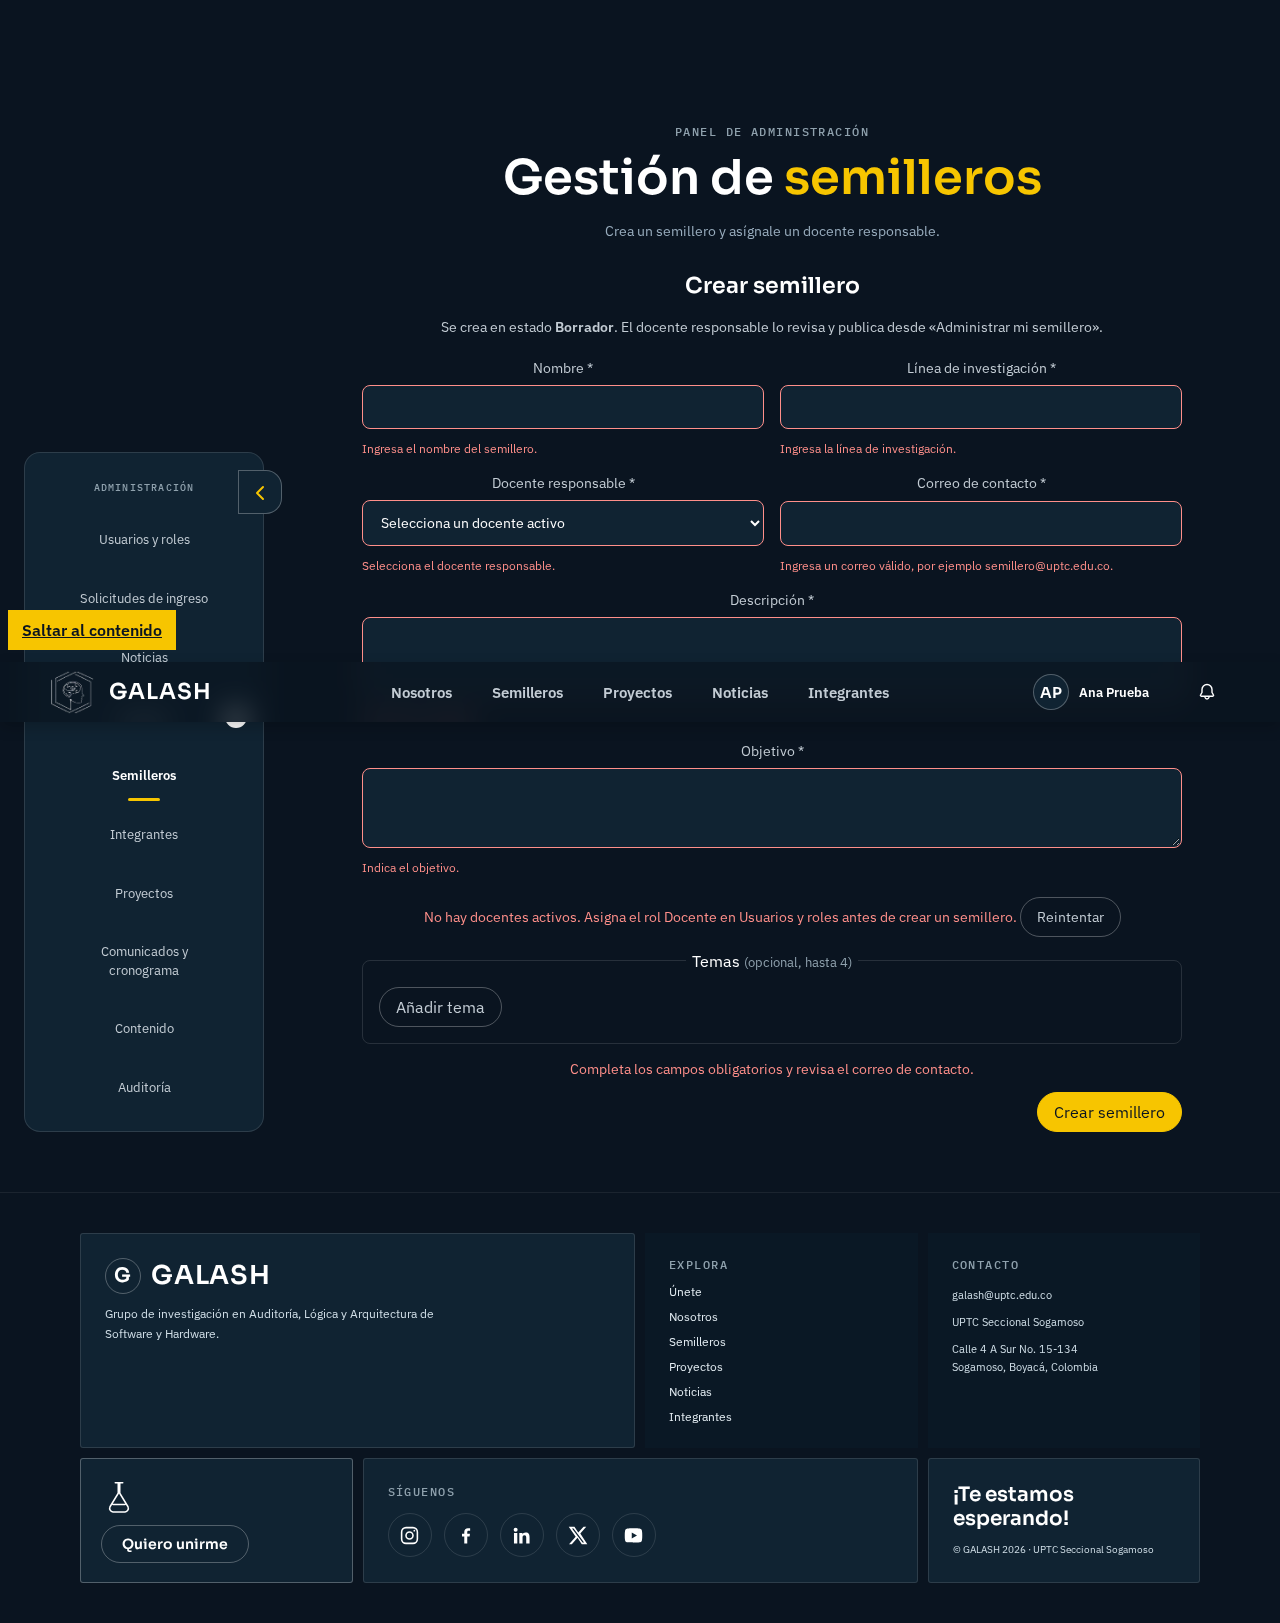 PANEL DE ADMINISTRACIÓN
Gestión de semilleros
Crea un semillero y asígnale un docente responsable.
Crear semillero
Se crea en estado Borrador. El docente responsable lo revisa y publica desde «Administrar mi semillero».
Nombre *
Línea de investigación *
Ingresa el nombre del semillero.
Ingresa la línea de investigación.
Docente responsable *
Correo de contacto *
Selecciona un docente activo
Selecciona el docente responsable.
Ingresa un correo válido, por ejemplo semillero@uptc.edu.co.
Descripción *
ADMINISTRACIÓN
Usuarios y roles
Solicitudes de ingreso
Saltar al contenido
Noticias
GALASH
Nosotros
Semilleros
Proyectos
Noticias
Integrantes
AP
Ana Prueba
Semilleros
Integrantes
Proyectos
Comunicados y
cronograma
Contenido
Auditoría
Objetivo *
Indica el objetivo.
No hay docentes activos. Asigna el rol Docente en Usuarios y roles antes de crear un semillero.
Reintentar
Temas (opcional, hasta 4)
Añadir tema
Completa los campos obligatorios y revisa el correo de contacto.
Crear semillero
G GALASH
Grupo de investigación en Auditoría, Lógica y Arquitectura de
Software y Hardware.
EXPLORA
Únete
Nosotros
Semilleros
Proyectos
Noticias
Integrantes
CONTACTO
galash@uptc.edu.co
UPTC Seccional Sogamoso
Calle 4 A Sur No. 15-134
Sogamoso, Boyacá, Colombia
Quiero unirme
SÍGUENOS
¡Te estamos
esperando!
© GALASH 2026 · UPTC Seccional Sogamoso